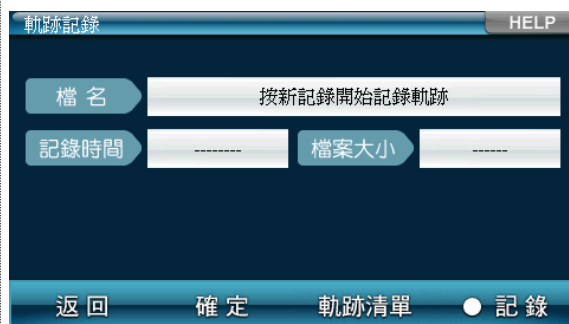 軌跡記錄 HELP
檔名 按新記錄開始記錄軌跡
記錄時間 -------- 檔案大小 ------
返回 確定 軌跡清單 記錄